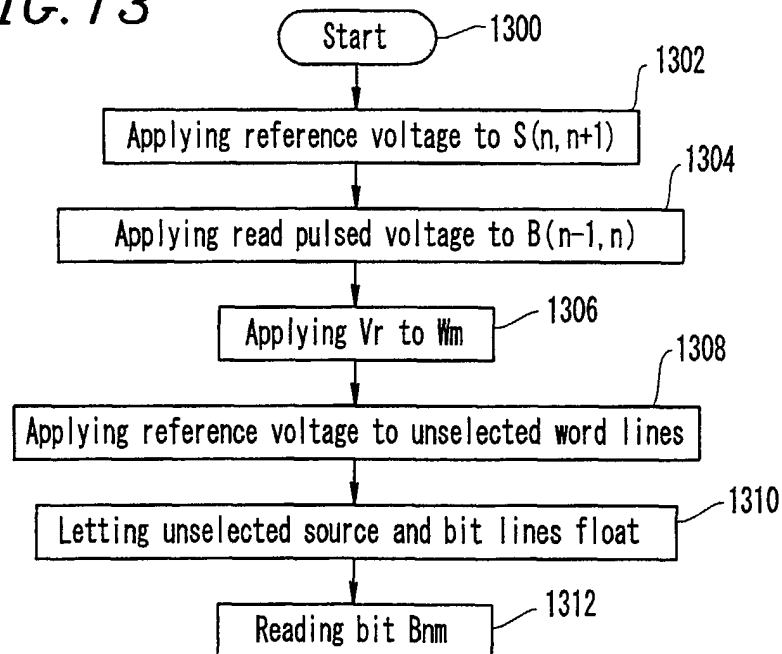 IG. 13
Start
1300
1302
Applying reference voltage to S(n,n+1)
1304
Applying read pulsed voltage to B(n-1,n)
1306
Applying Vr to Wm
1308
Applying reference voltage to unselected word lines
1310
Letting unselected source and bit lines float
1312
Reading bit Bnm